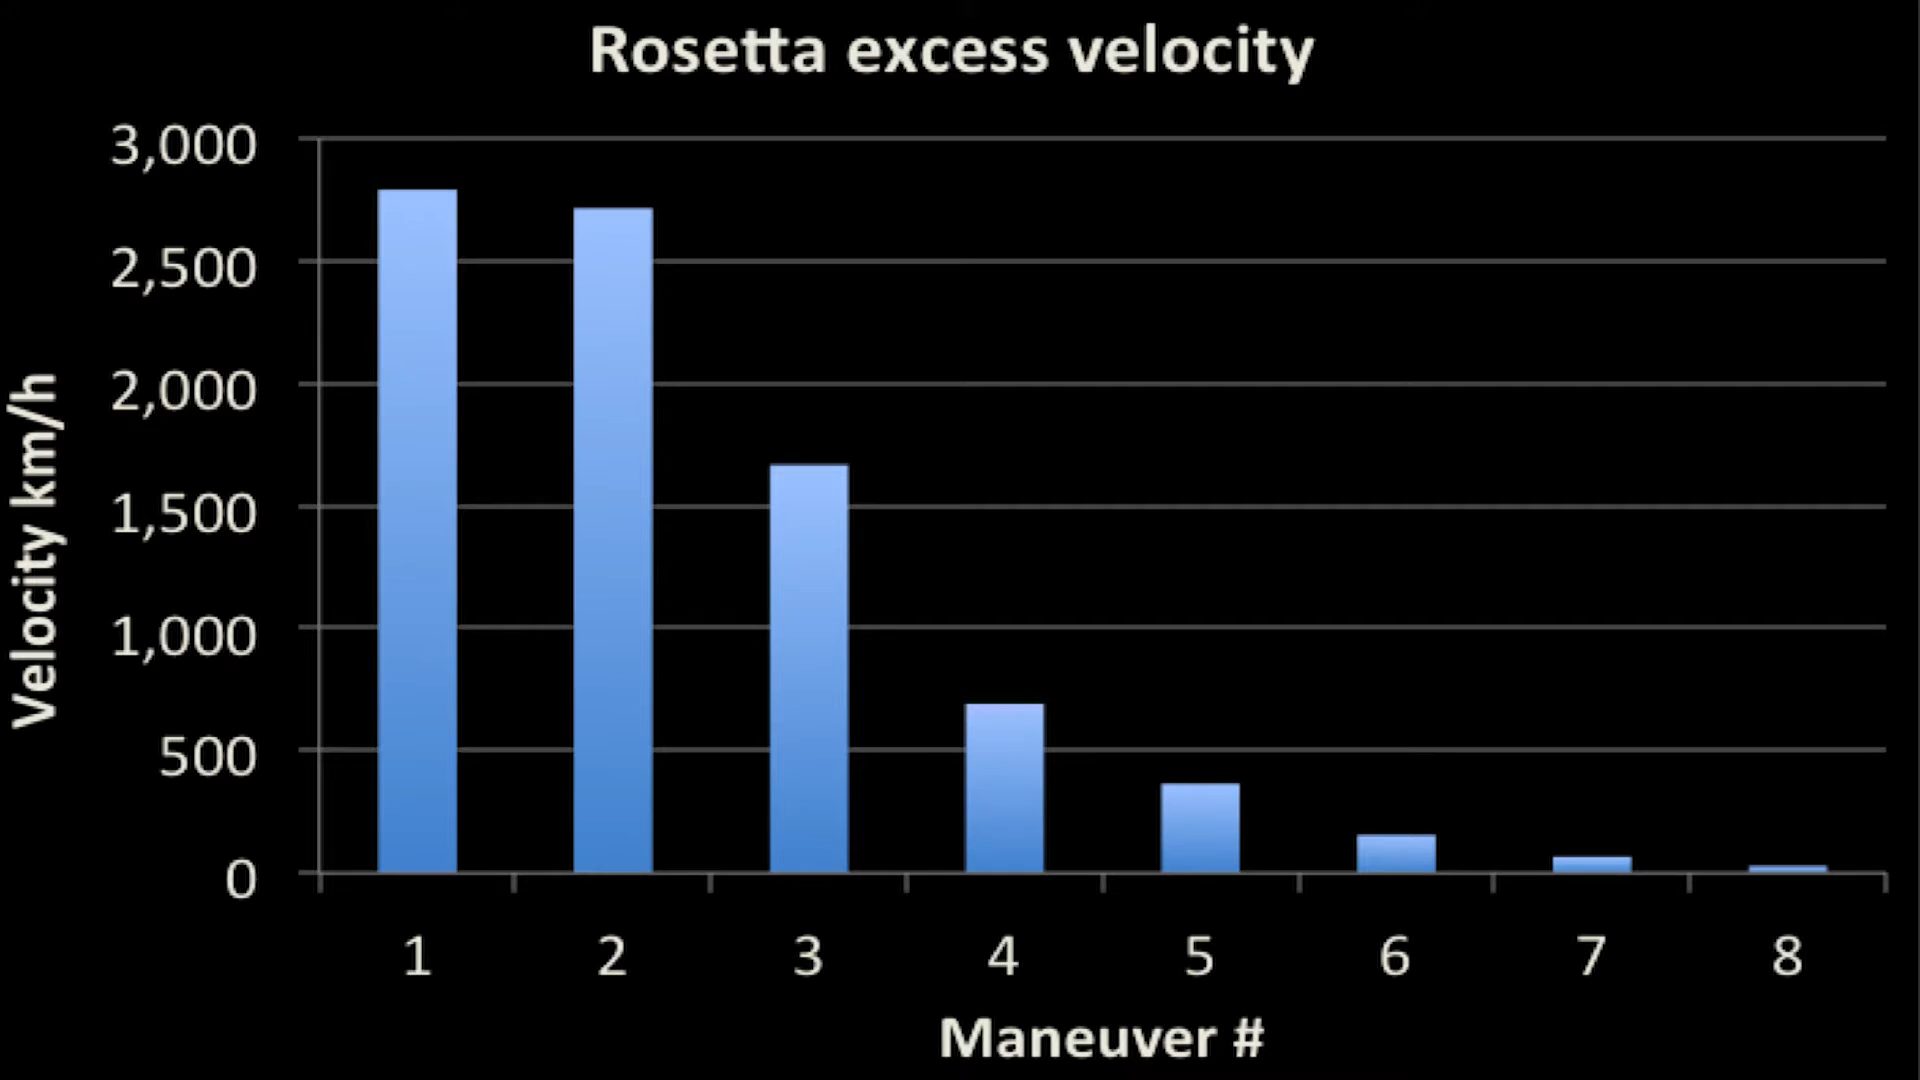 Rosetta excess velocity
3,000
2,500
2,000
1,500
1,000
500
0
Velocity km/h
1 2 3 4 5 6 7 8
Maneuver #